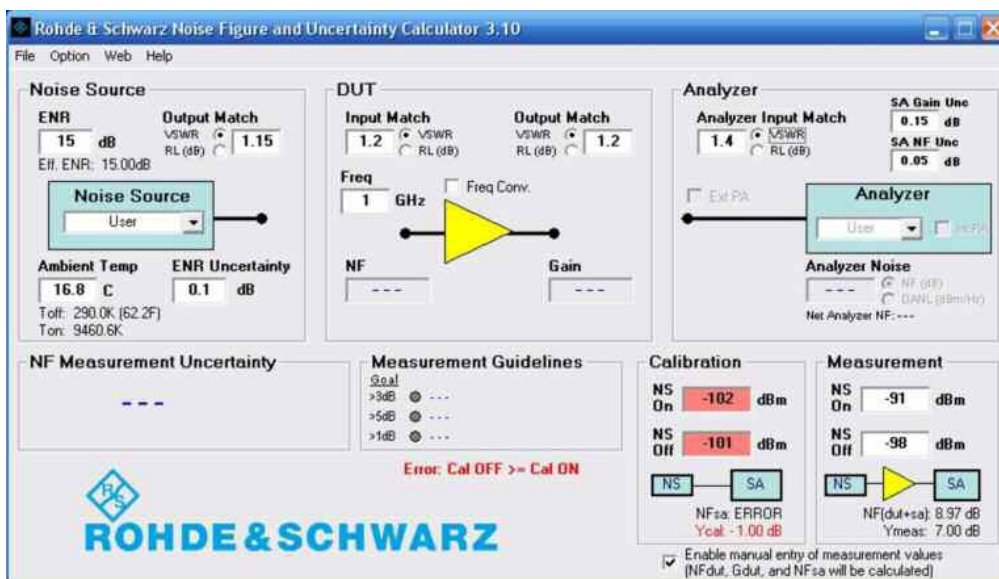 Rohde & Schwarz Noise Figure and Uncertainty Calculator 3.10
File Option Web Help
Noise Source
ENR
15 dB
Eff. ENR: 15.00dB
Output Match
VSWR
RL (dB)
1.15
Noise Source
User
Ambient Temp
16.8 C
ENR Uncertainty
0.1 dB
Toff: 290.0K (62.2F)
Ton: 9460.6K
DUT
Input Match
1.2
VSWR
RL (dB)
Output Match
VSWR
RL (dB)
1.2
Freq
1 GHz
Freq Conv.
NF
---
Gain
---
Analyzer
Analyzer Input Match
1.4
VSWR
RL (dB)
SA Gain Unc
0.15 dB
SA NF Unc
0.05 dB
Ext PA
Analyzer
User
Analyzer Noise
---
NF (dB)
DANL (dBm/Hz)
Net Analyzer NF: ---
NF Measurement Uncertainty
---
Measurement Guidelines
Goal
>3dB ---
>5dB ---
>1dB ---
Error: Cal OFF >= Cal ON
Calibration
NS On -102 dBm
NS Off -101 dBm
NS SA
NFsa: ERROR
Ycal: -1.00 dB
Measurement
NS On -91 dBm
NS Off -98 dBm
NS SA
NF(dut+sa): 8.97 dB
Ymeas: 7.00 dB
Enable manual entry of measurement values
(NFdut, Gdut, and NFsa will be calculated)
R&S
ROHDE & SCHWARZ